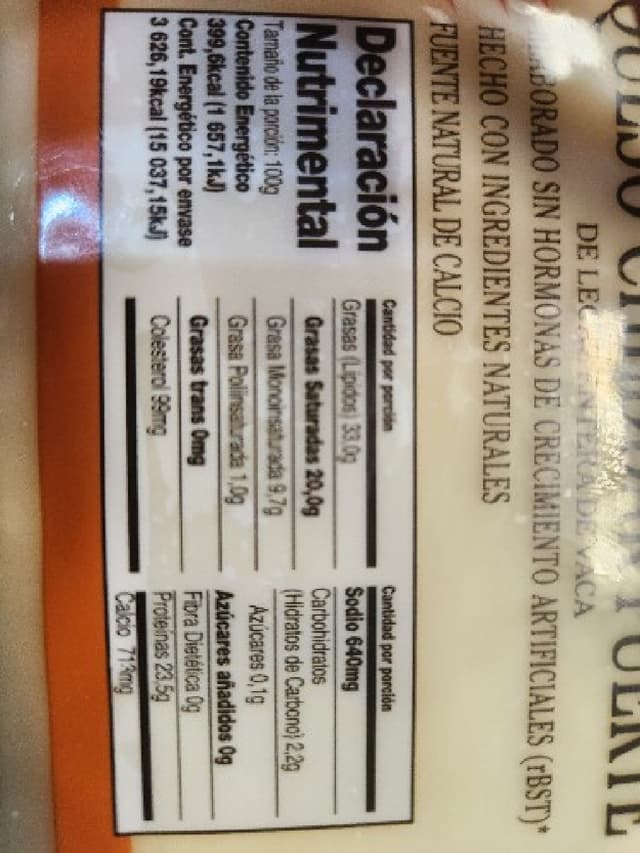 DE VACA
SIN HORMONAS DE CRECIMIENTO ARTIFICIALES (rBST)*
HECHO CON INGREDIENTES NATURALES
FUENTE NATURAL DE CALCIO
Declaración
Nutrimental
Tamaño de la porción: 100g
Contenido Energético
399,6kcal (1 657,1kJ)
Cont. Energético por envase
3 626,19kcal (15 037,15kJ)
Cantidad por porción
Grasas (Lípidos) 33,0g
Grasas Saturadas 20,0g
Grasa Monoinsaturada 9,7g
Grasa Poliinsaturada 1,0g
Grasas trans 0mg
Colesterol 99mg
Cantidad por porción
Sodio 640mg
Carbohidratos
(Hidratos de Carbono) 2,2g
Azúcares 0,1g
Azúcares añadidos 0g
Fibra Dietética 0g
Proteínas 23,5g
Calcio 713mg